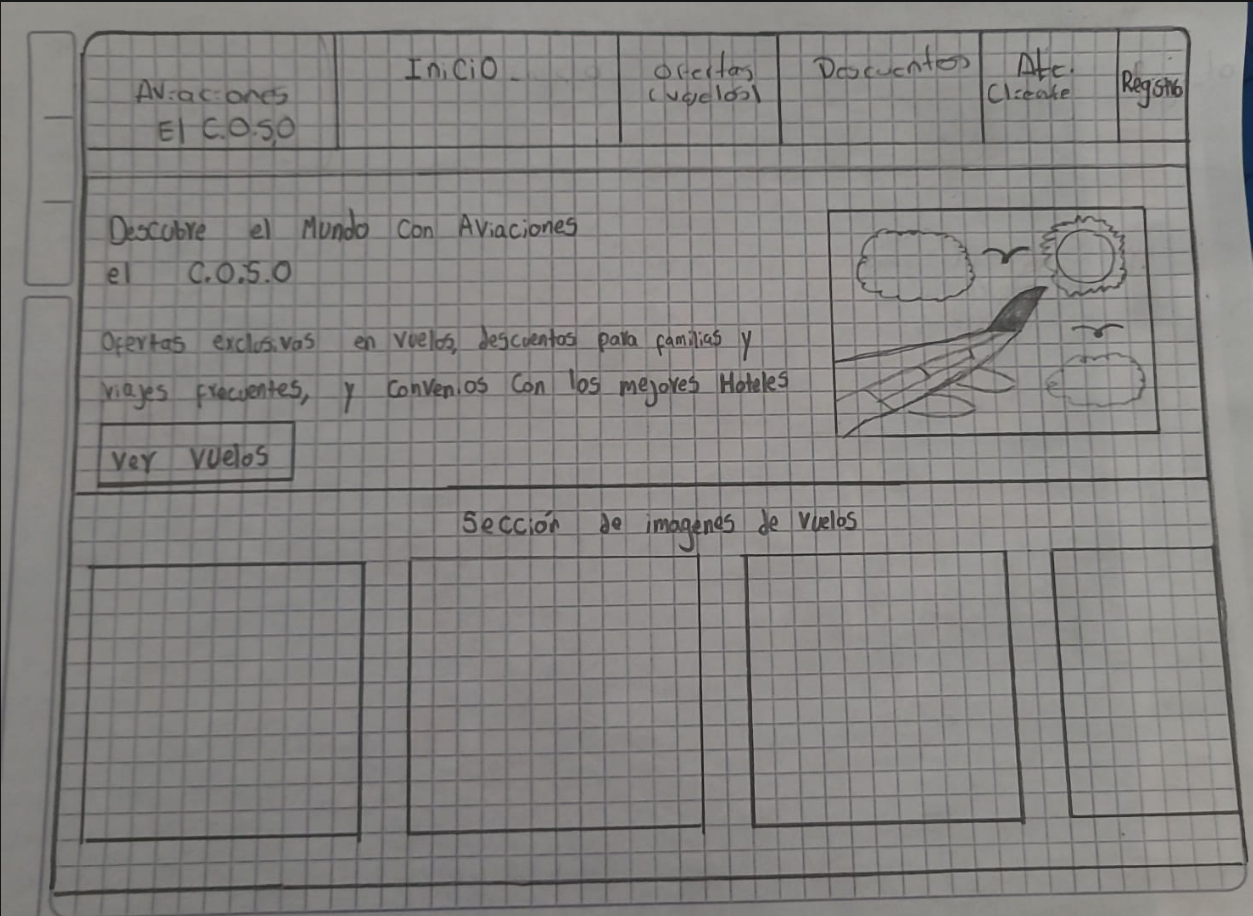 Aviaciones
El C.O.S.O
Inicio
Ofertas
(vuelos)
Descuentos
Ate.
Cliente
Registro
Descubre el Mundo Con Aviaciones
el C.O.S.O
Ofertas exclusivas en vuelos, descuentos para familias y
viajes frecuentes, y Convenios Con los mejores Hoteles
ver vuelos
Sección de imagenes de vuelos